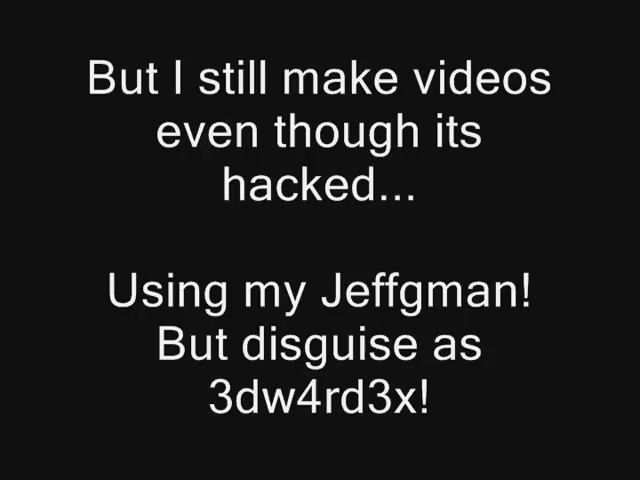 But I still make videos
even though its
hacked...
Using my Jeffgman!
But disguise as
3dw4rd3x!